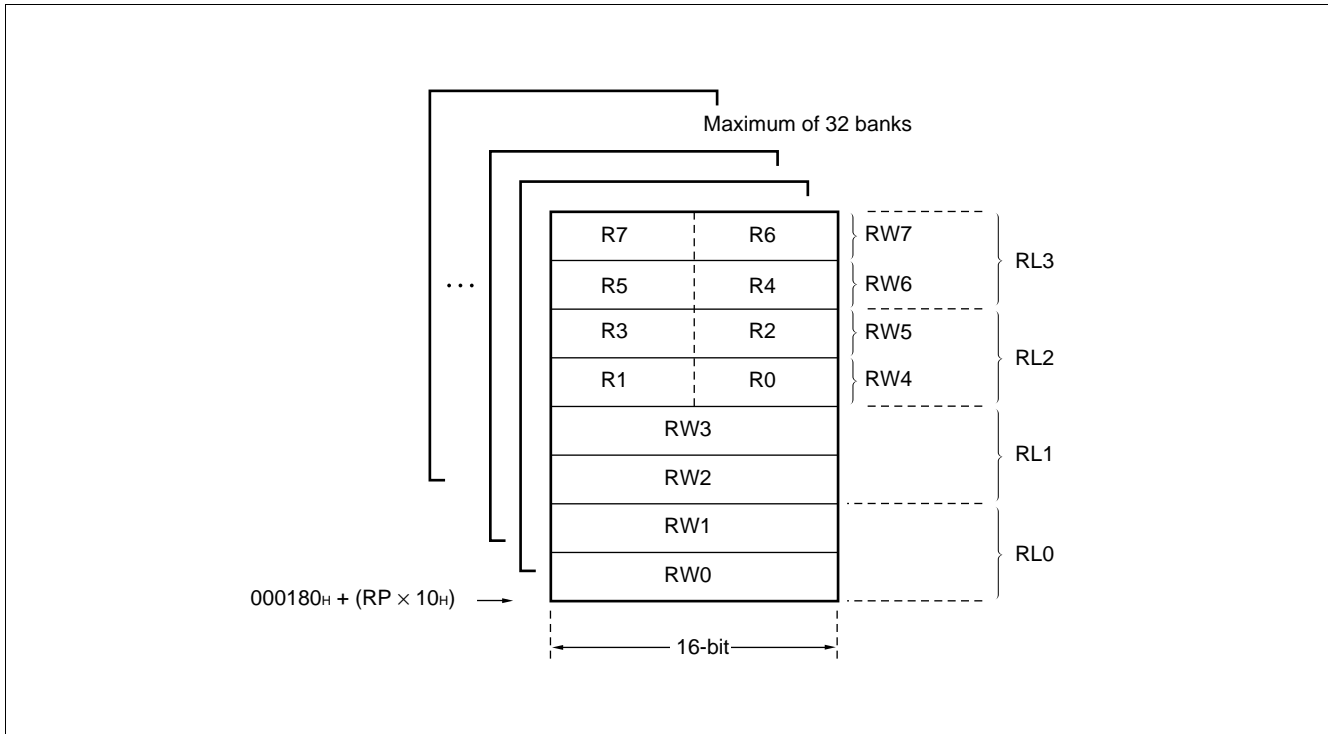 Maximum of 32 banks
R7 R6 RW7
RL3
... R5 R4 RW6
R3 R2 RW5
RL2
R1 R0 RW4
RW3
RL1
RW2
RW1
RL0
RW0
000180H + (RP × 10H)
16-bit